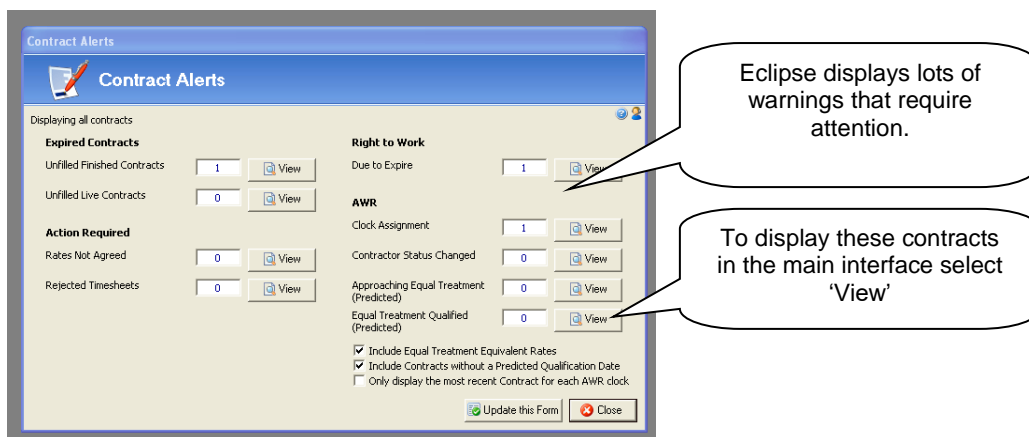 Contract Alerts
Contract Alerts
Displaying all contracts
Expired Contracts
Unfilled Finished Contracts 1 View
Unfilled Live Contracts 0 View
Action Required
Rates Not Agreed 0 View
Rejected Timesheets 0 View
Right to Work
Due to Expire 1 View
AWR
Clock Assignment 1 View
Contractor Status Changed 0 View
Approaching Equal Treatment
(Predicted) 0 View
Equal Treatment Qualified
(Predicted) 0 View
Include Equal Treatment Equivalent Rates
Include Contracts without a Predicted Qualification Date
Only display the most recent Contract for each AWR clock
Update this Form Close
Eclipse displays lots of
warnings that require
attention.
To display these contracts
in the main interface select
‘View’